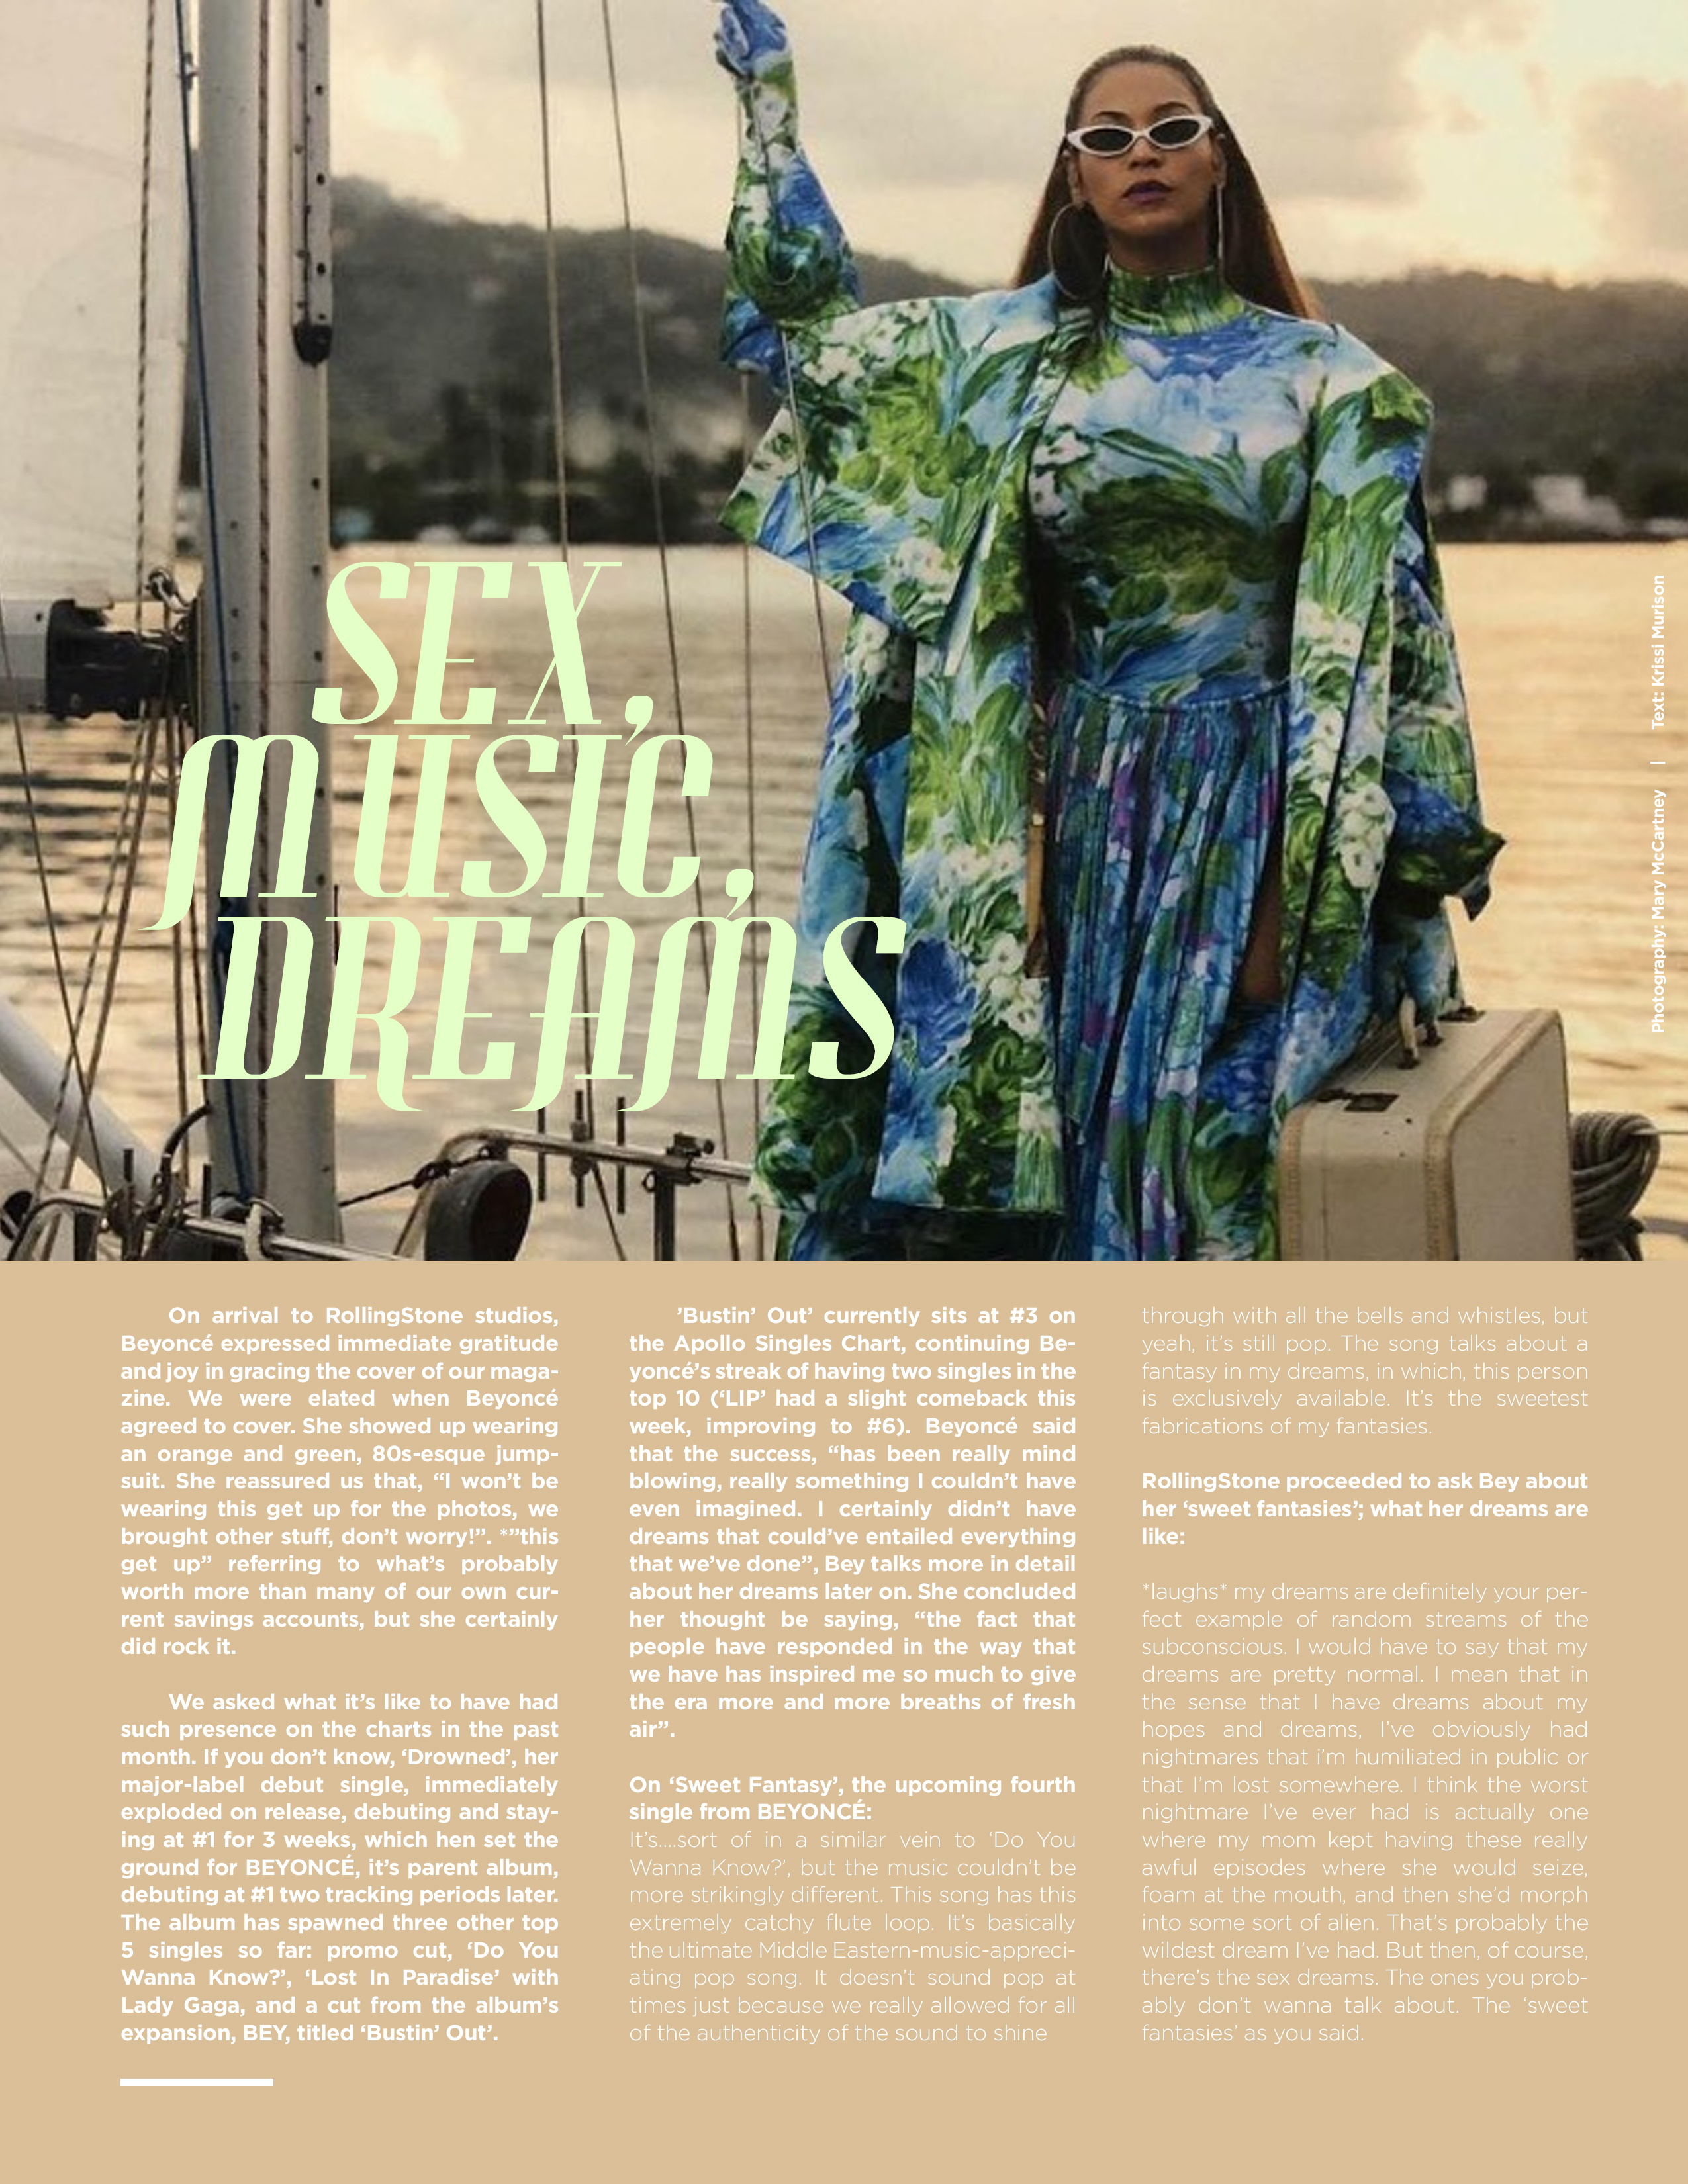 SEX,
MUSIC,
DREAMS
Photography: Mary McCartney | Text: Krissi Murison
On arrival to RollingStone studios,
Beyoncé expressed immediate gratitude
and joy in gracing the cover of our maga-
zine. We were elated when Beyoncé
agreed to cover. She showed up wearing
an orange and green, 80s-esque jump-
suit. She reassured us that, “I won’t be
wearing this get up for the photos, we
brought other stuff, don’t worry!”. *”this
get up” referring to what’s probably
worth more than many of our own cur-
rent savings accounts, but she certainly
did rock it.
We asked what it’s like to have had
such presence on the charts in the past
month. If you don’t know, ‘Drowned’, her
major-label debut single, immediately
exploded on release, debuting and stay-
ing at #1 for 3 weeks, which hen set the
ground for BEYONCÉ, it’s parent album,
debuting at #1 two tracking periods later.
The album has spawned three other top
5 singles so far: promo cut, ‘Do You
Wanna Know?’, ‘Lost In Paradise’ with
Lady Gaga, and a cut from the album’s
expansion, BEY, titled ‘Bustin’ Out’.
’Bustin’ Out’ currently sits at #3 on
the Apollo Singles Chart, continuing Be-
yoncé’s streak of having two singles in the
top 10 (‘LIP’ had a slight comeback this
week, improving to #6). Beyoncé said
that the success, “has been really mind
blowing, really something I couldn’t have
even imagined. I certainly didn’t have
dreams that could’ve entailed everything
that we’ve done”, Bey talks more in detail
about her dreams later on. She concluded
her thought be saying, “the fact that
people have responded in the way that
we have has inspired me so much to give
the era more and more breaths of fresh
air”.
On ‘Sweet Fantasy’, the upcoming fourth
single from BEYONCÉ:
It’s....sort of in a similar vein to ‘Do You
Wanna Know?’, but the music couldn’t be
more strikingly different. This song has this
extremely catchy flute loop. It’s basically
the ultimate Middle Eastern-music-appreci-
ating pop song. It doesn’t sound pop at
times just because we really allowed for all
of the authenticity of the sound to shine
through with all the bells and whistles, but
yeah, it’s still pop. The song talks about a
fantasy in my dreams, in which, this person
is exclusively available. It’s the sweetest
fabrications of my fantasies.
RollingStone proceeded to ask Bey about
her ‘sweet fantasies’; what her dreams are
like:
*laughs* my dreams are definitely your per-
fect example of random streams of the
subconscious. I would have to say that my
dreams are pretty normal. I mean that in
the sense that I have dreams about my
hopes and dreams, I’ve obviously had
nightmares that i’m humiliated in public or
that I’m lost somewhere. I think the worst
nightmare I’ve ever had is actually one
where my mom kept having these really
awful episodes where she would seize,
foam at the mouth, and then she’d morph
into some sort of alien. That’s probably the
wildest dream I’ve had. But then, of course,
there’s the sex dreams. The ones you prob-
ably don’t wanna talk about. The ‘sweet
fantasies’ as you said.